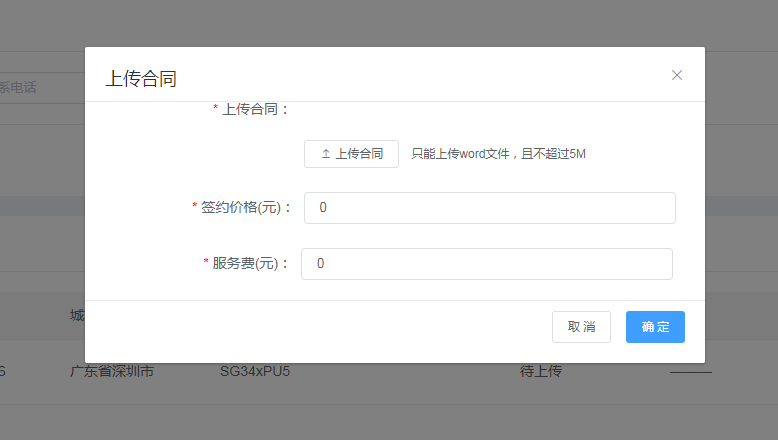 系电话
上传合同
* 上传合同：
上传合同 只能上传word文件，且不超过5M
* 签约价格(元)： 0
* 服务费(元)： 0
取消 确定
城
6 广东省深圳市 SG34xPU5 待上传